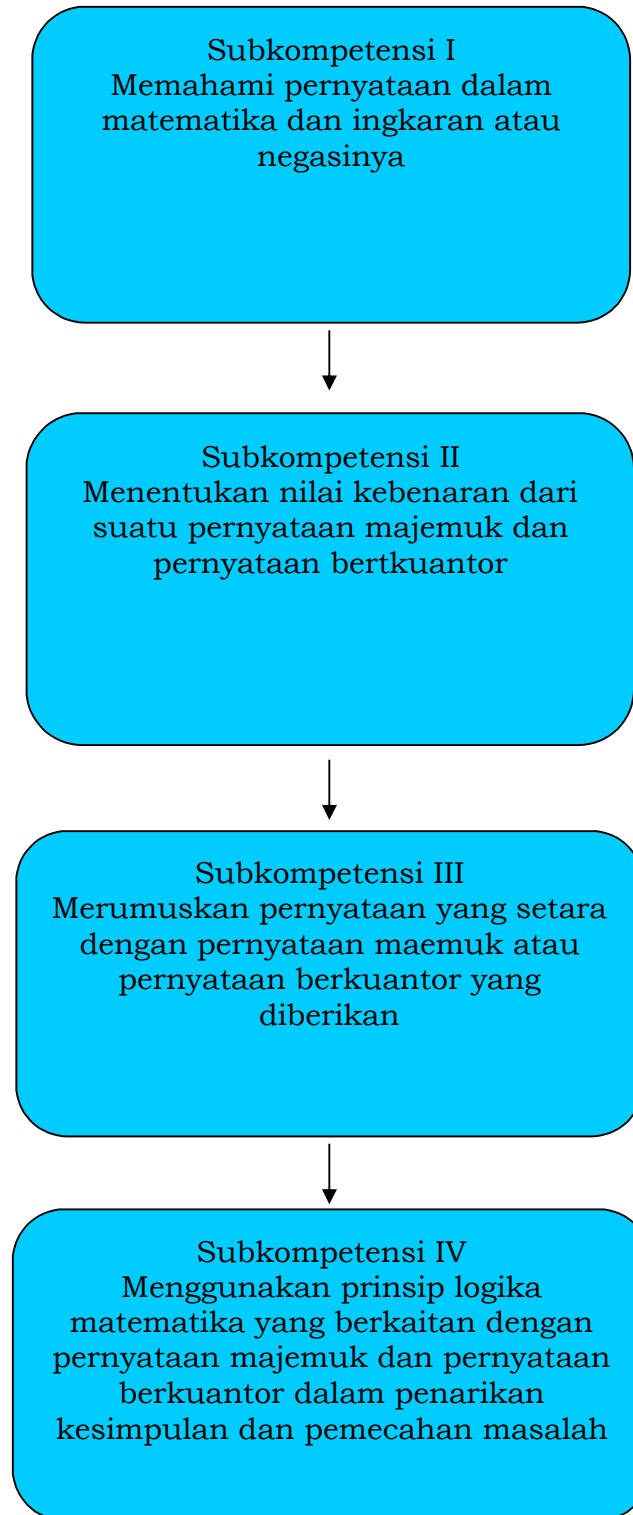 Subkompetensi I
Memahami pernyataan dalam
matematika dan ingkaran atau
negasinya
Subkompetensi II
Menentukan nilai kebenaran dari
suatu pernyataan majemuk dan
pernyataan bertkuantor
Subkompetensi III
Merumuskan pernyataan yang setara
dengan pernyataan maemuk atau
pernyataan berkuantor yang
diberikan
Subkompetensi IV
Menggunakan prinsip logika
matematika yang berkaitan dengan
pernyataan majemuk dan pernyataan
berkuantor dalam penarikan
kesimpulan dan pemecahan masalah